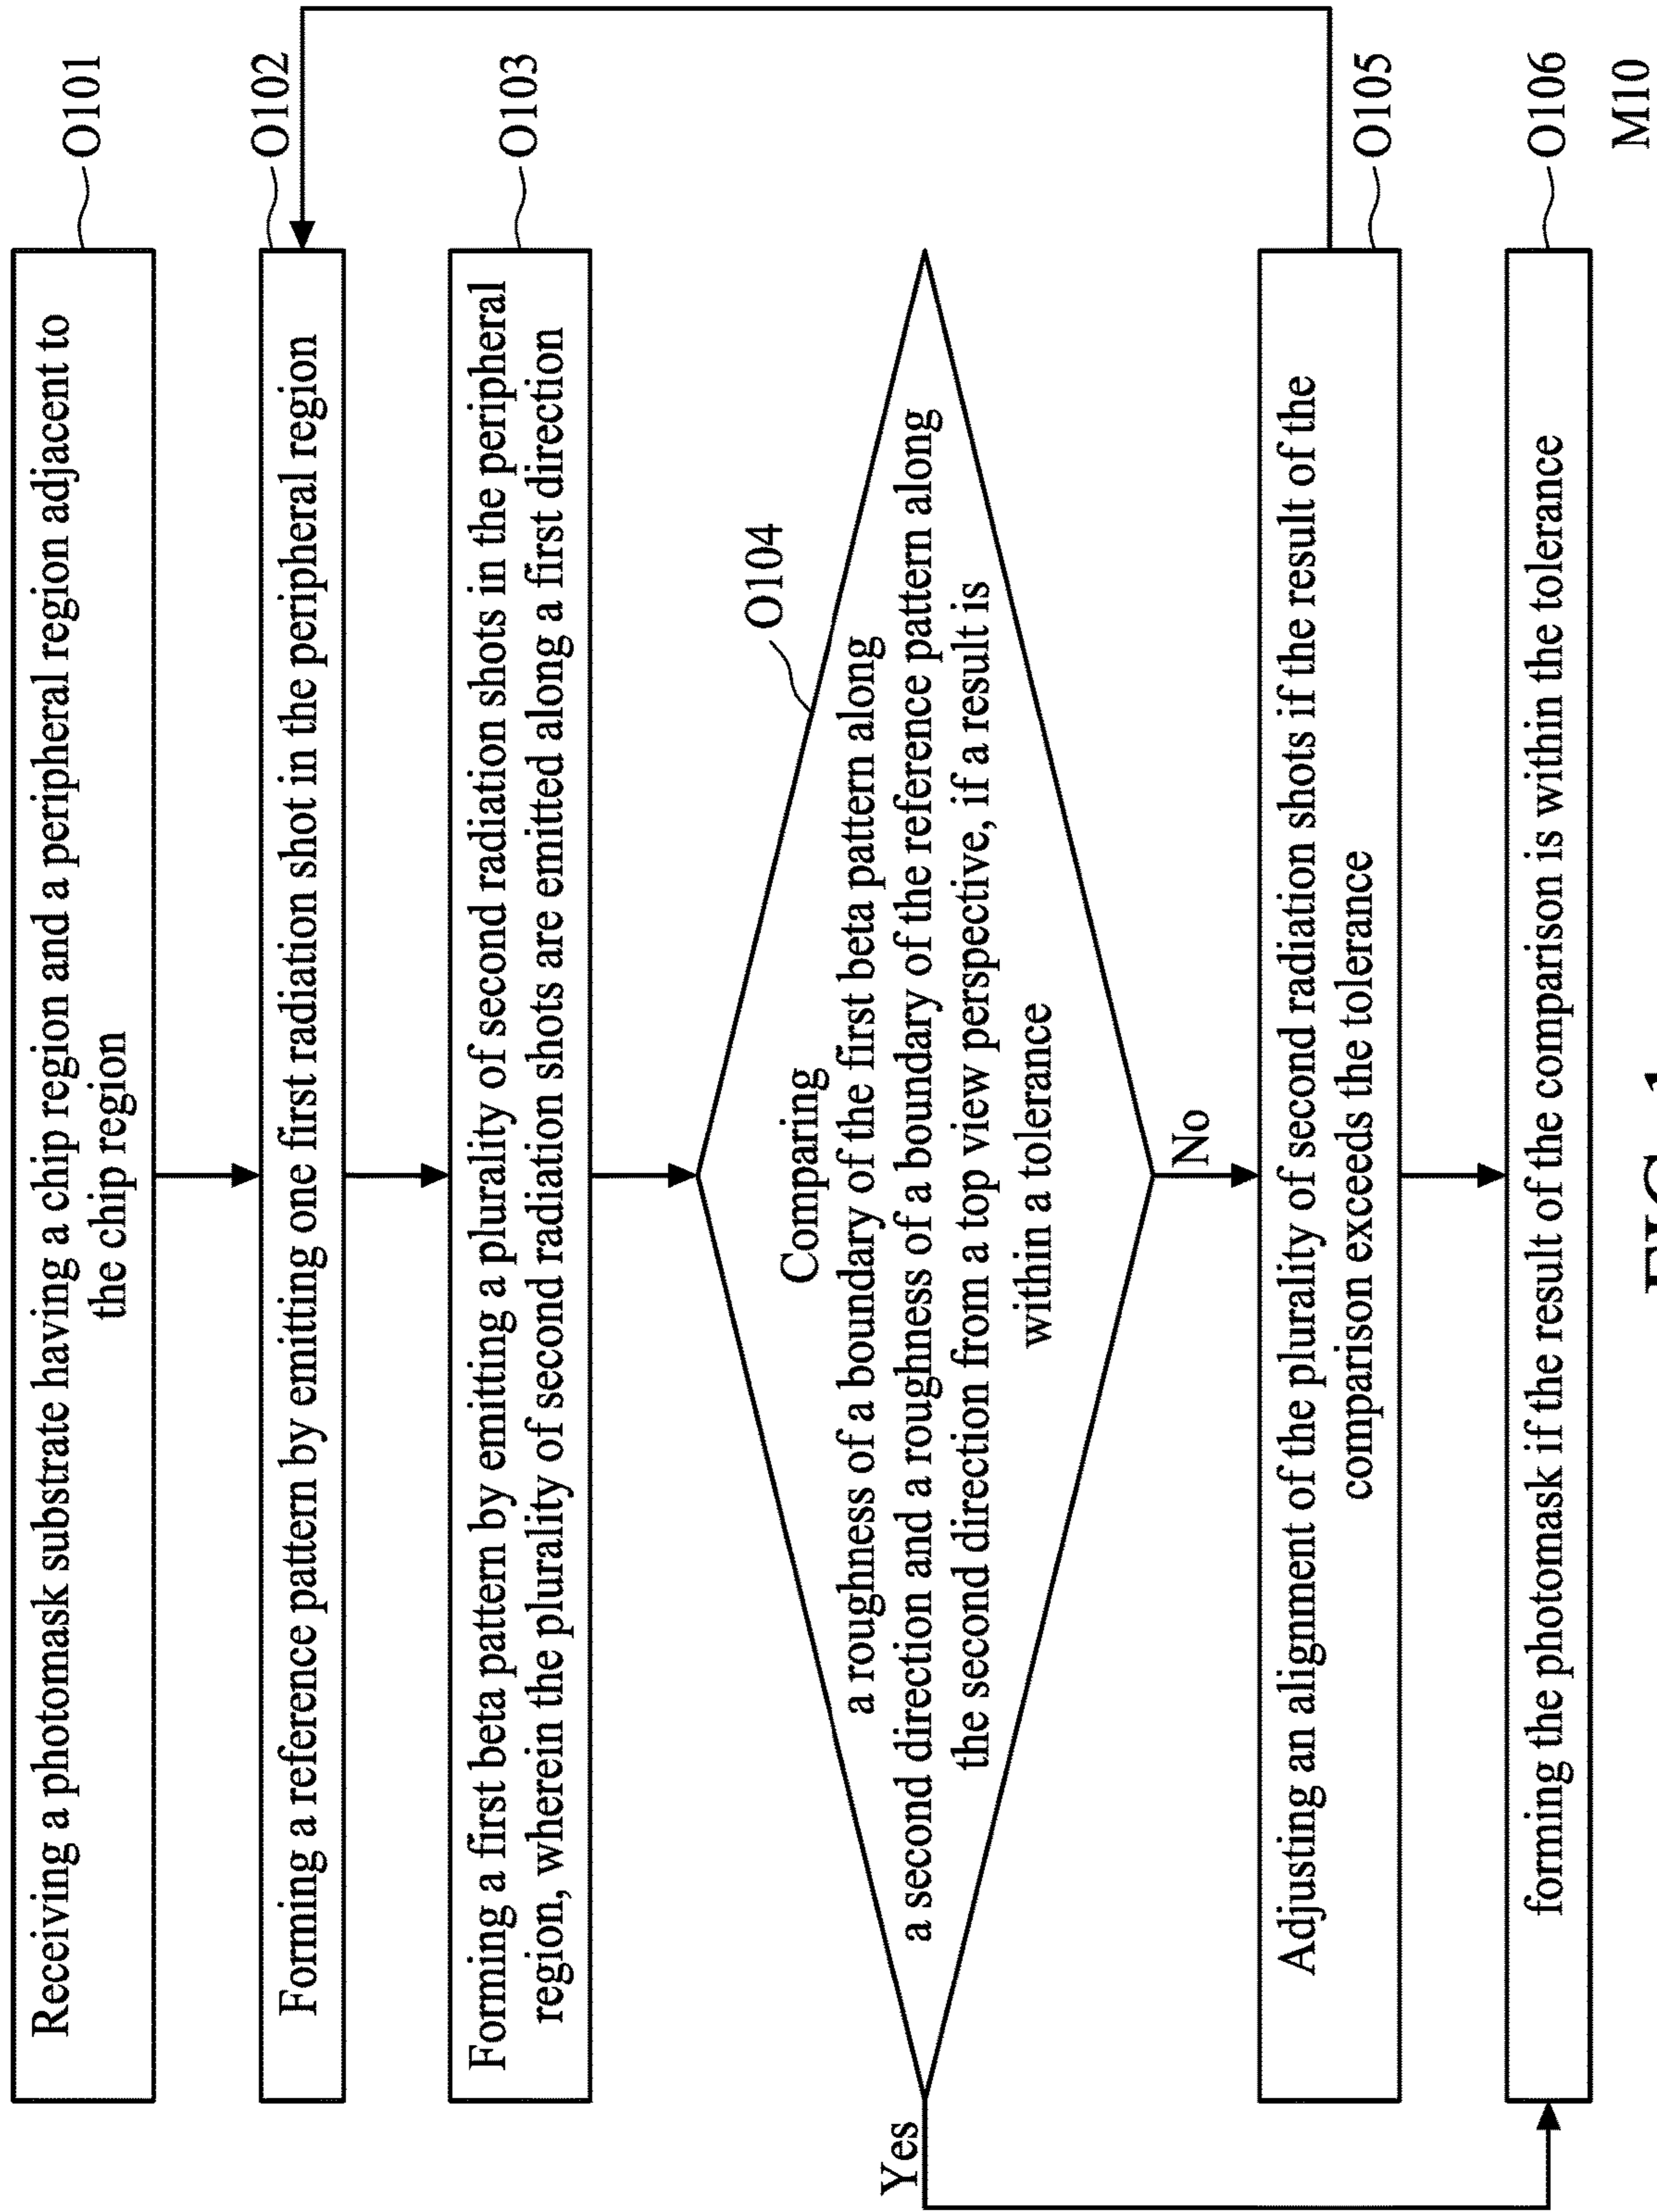 Receiving a photomask substrate having a chip region and a peripheral region adjacent to
the chip region
O101
Forming a reference pattern by emitting one first radiation shot in the peripheral region
O102
Forming a first beta pattern by emitting a plurality of second radiation shots in the peripheral
region, wherein the plurality of second radiation shots are emitted along a first direction
O103
Comparing
a roughness of a boundary of the first beta pattern along
a second direction and a roughness of a boundary of the reference pattern along
the second direction from a top view perspective, if a result is
within a tolerance
O104
Yes
No
Adjusting an alignment of the plurality of second radiation shots if the result of the
comparison exceeds the tolerance
O105
forming the photomask if the result of the comparison is within the tolerance
O106
M10